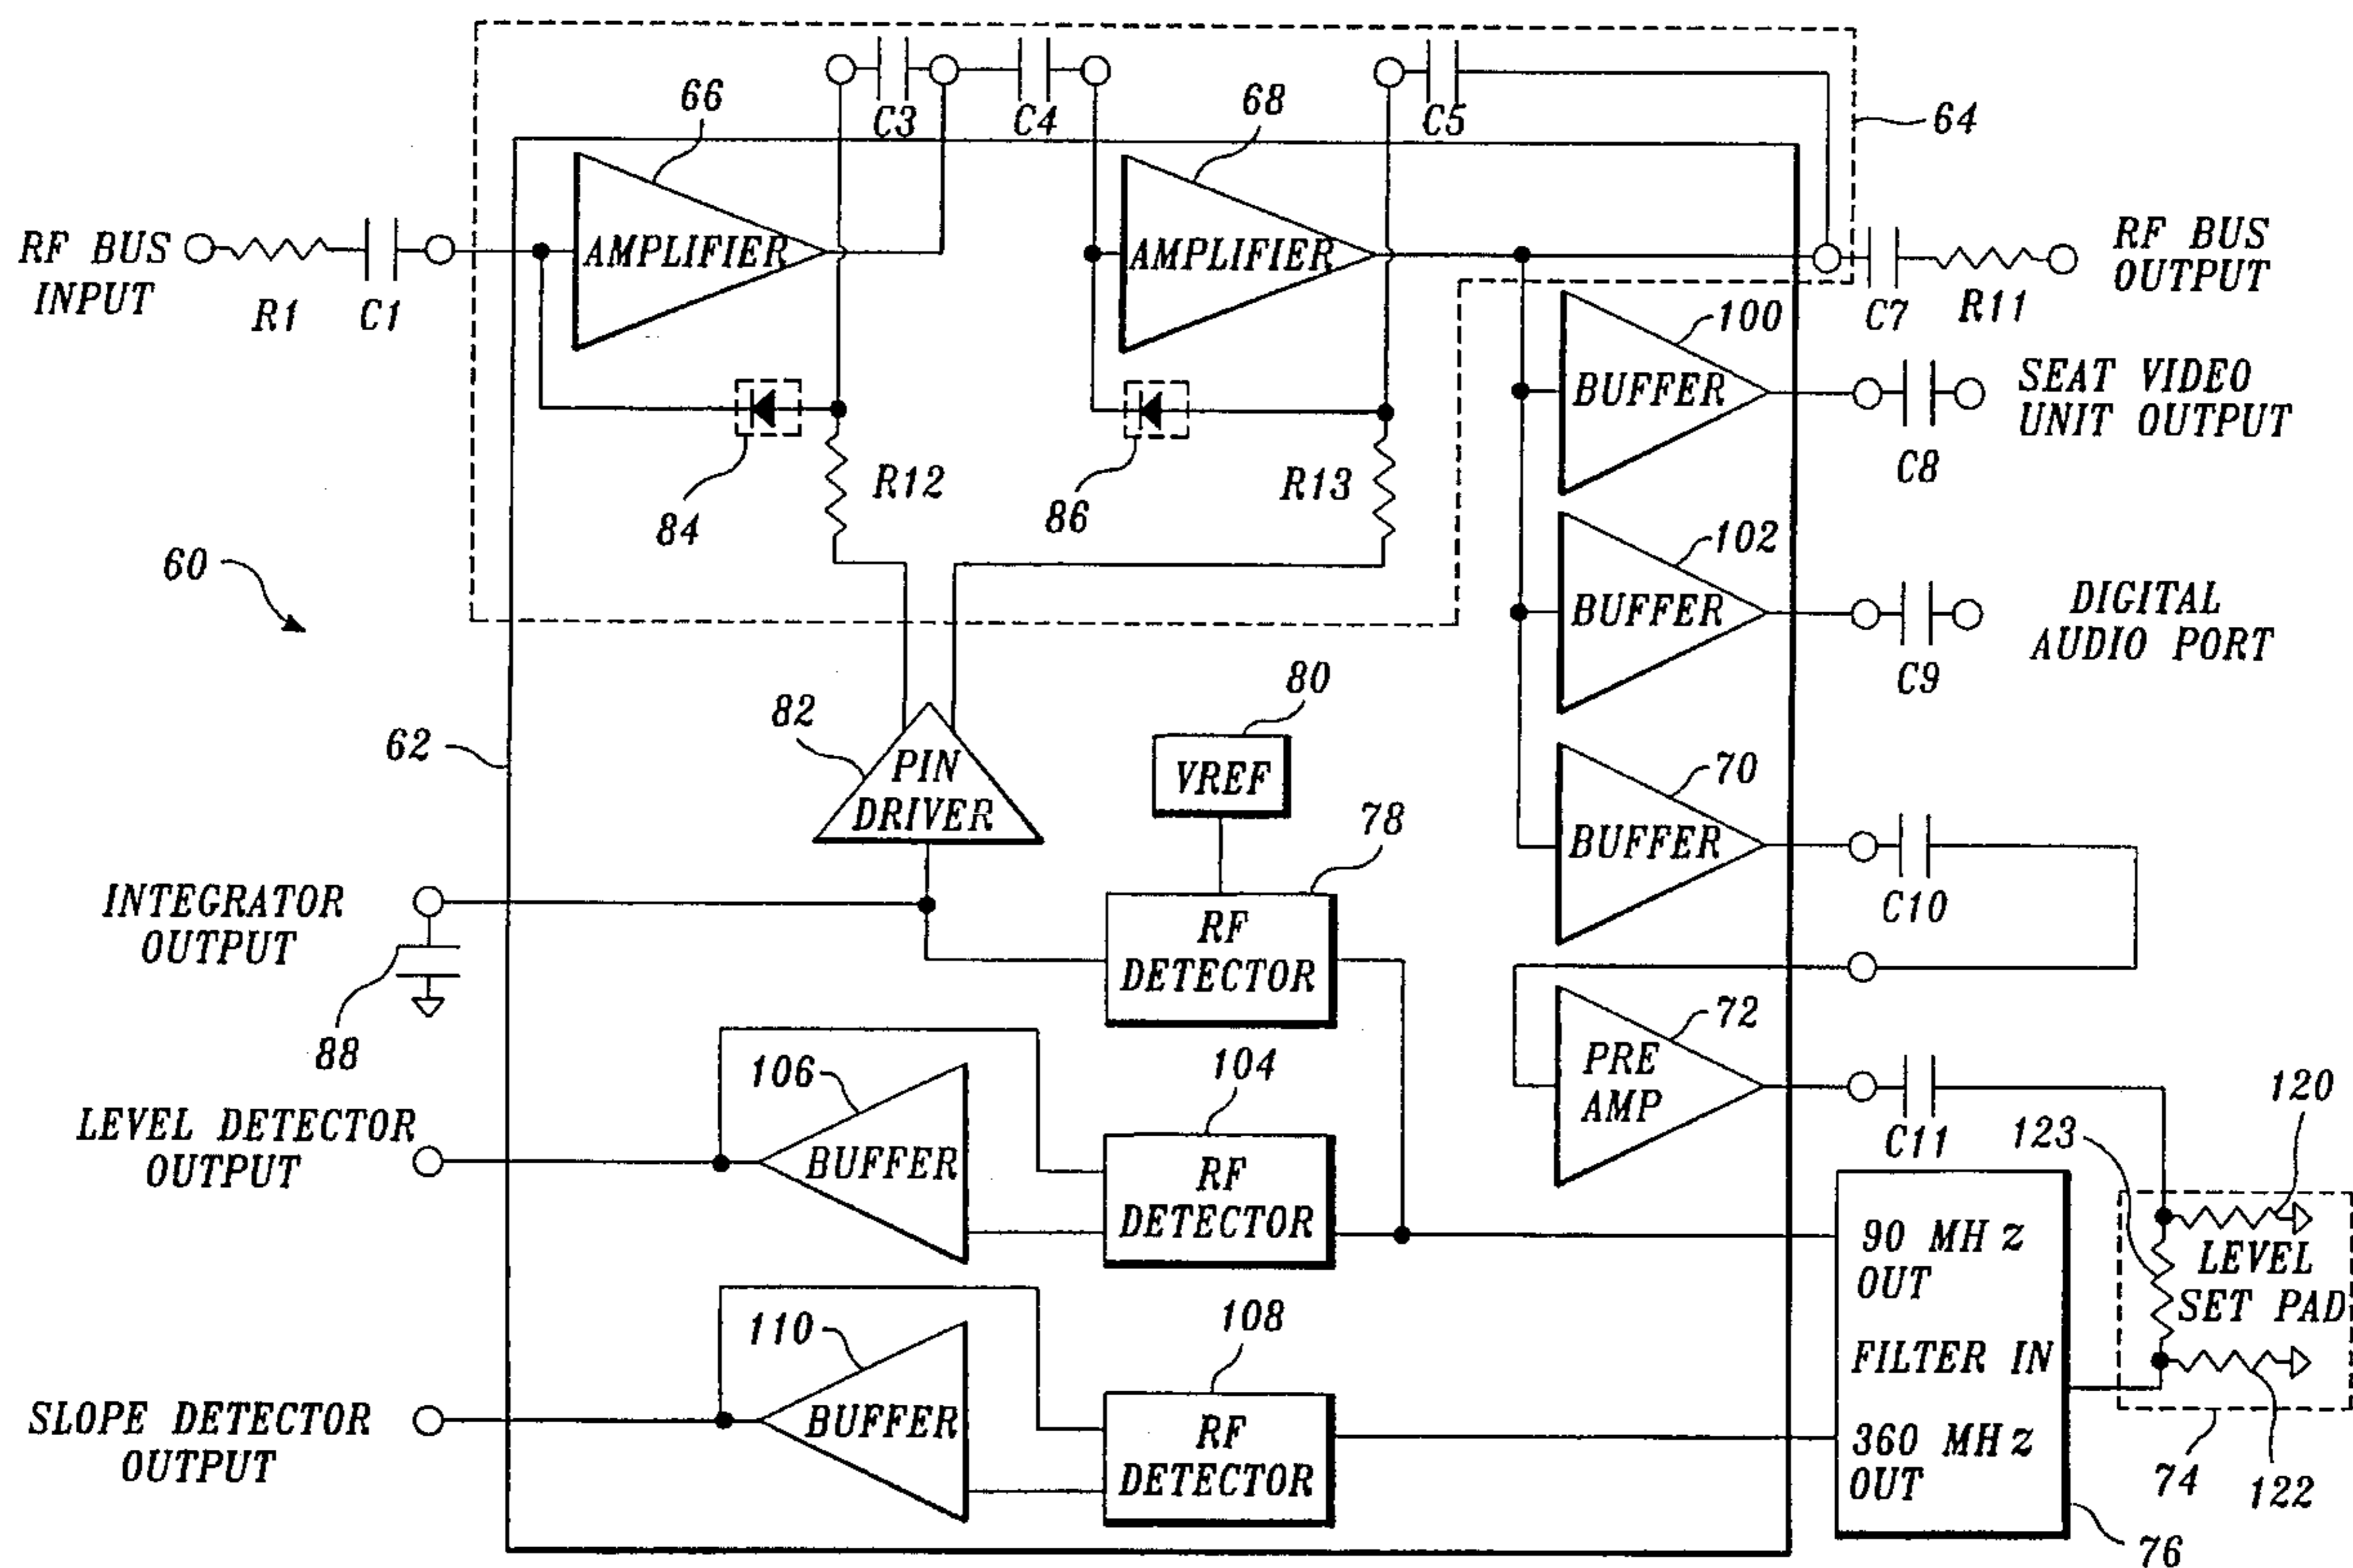 66
C3
C4
68
C5
64
RF BUS
INPUT
R1
C1
AMPLIFIER
AMPLIFIER
RF BUS
OUTPUT
C7
R11
100
BUFFER
SEAT VIDEO
UNIT OUTPUT
C8
84
R12
86
R13
60
102
BUFFER
DIGITAL
AUDIO PORT
C9
62
82
PIN
DRIVER
80
VREF
78
70
BUFFER
C10
INTEGRATOR
OUTPUT
88
RF
DETECTOR
72
PRE
AMP
C11
123
120
LEVEL DETECTOR
OUTPUT
106
BUFFER
104
RF
DETECTOR
90 MHz
OUT
FILTER IN
360 MHz
OUT
LEVEL
SET PAD
SLOPE DETECTOR
OUTPUT
110
BUFFER
108
RF
DETECTOR
74
122
76